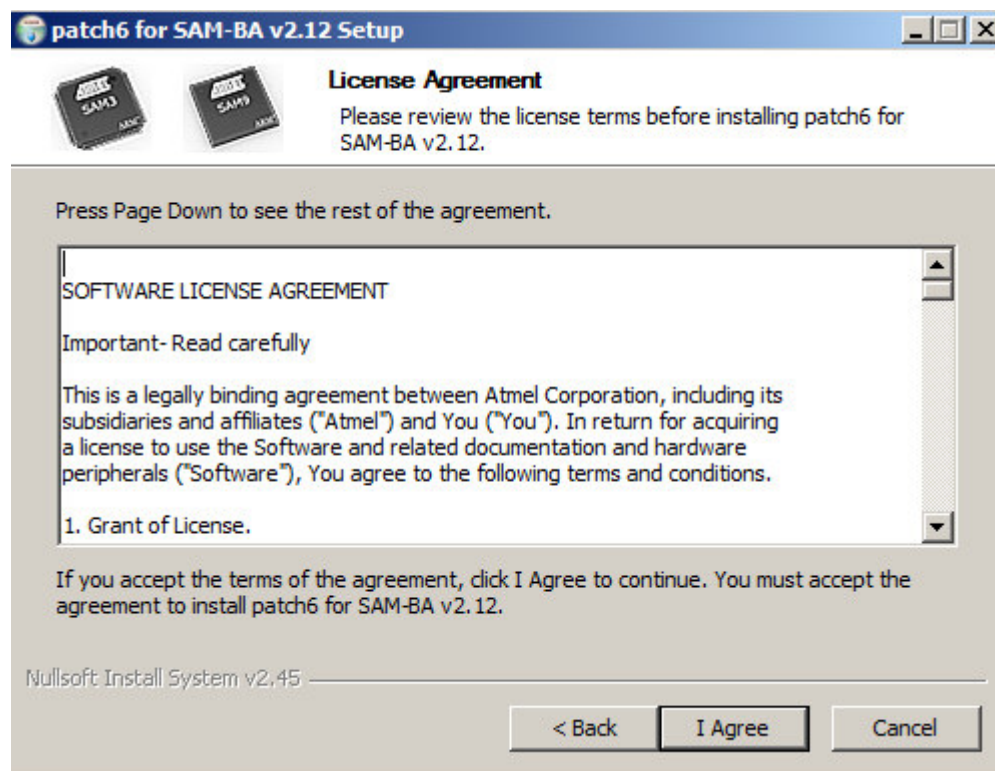 patch6 for SAM-BA v2.12 Setup
License Agreement
Please review the license terms before installing patch6 for
SAM-BA v2.12.
ATMEL
SAM3
ARM
ATMEL
SAM9
ARM
Press Page Down to see the rest of the agreement.
SOFTWARE LICENSE AGREEMENT
Important- Read carefully
This is a legally binding agreement between Atmel Corporation, including its
subsidiaries and affiliates ("Atmel") and You ("You"). In return for acquiring
a license to use the Software and related documentation and hardware
peripherals ("Software"), You agree to the following terms and conditions.
1. Grant of License.
If you accept the terms of the agreement, click I Agree to continue. You must accept the
agreement to install patch6 for SAM-BA v2.12.
Nullsoft Install System v2.45
< Back
I Agree
Cancel